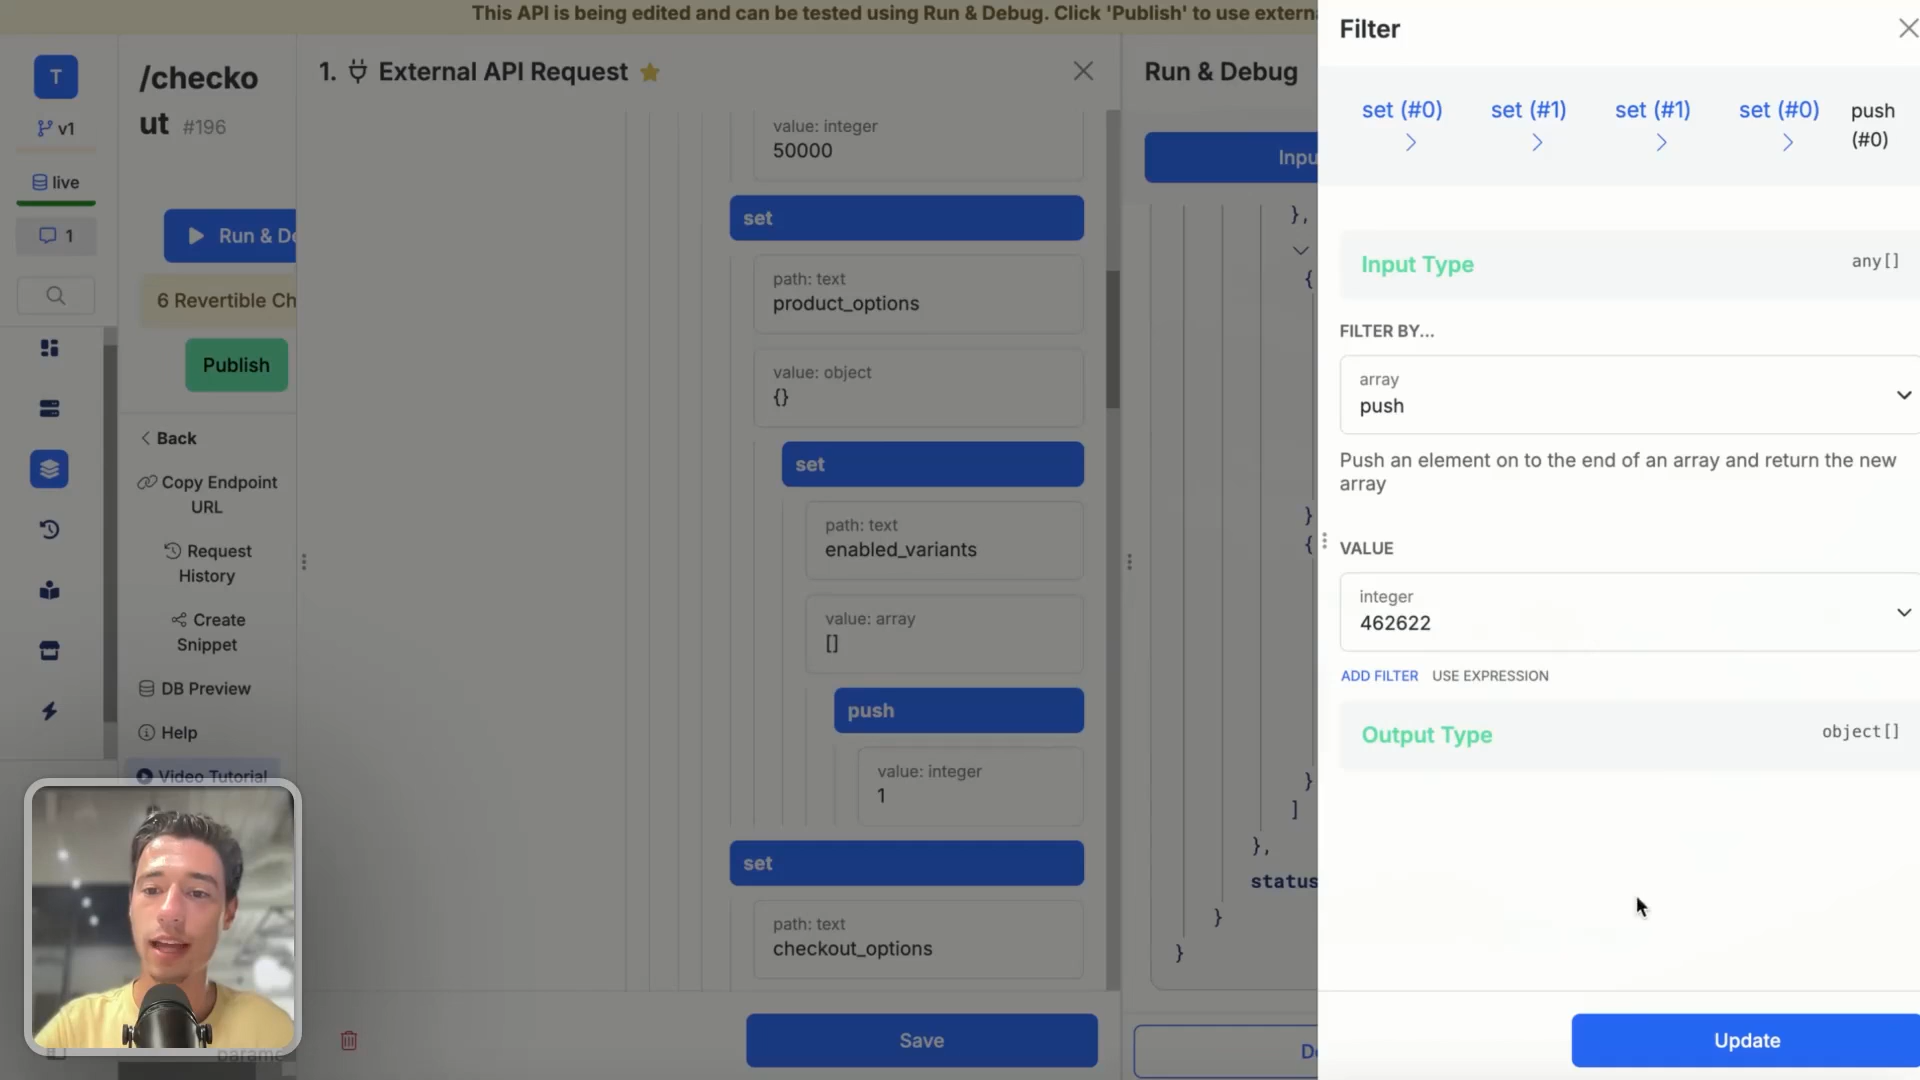 This API is being edited and can be tested using Run & Debug. Click 'Publish' to use extern
T
v1
live
1
/checko
ut #196
Run & De
6 Revertible Ch
Publish
Back
Copy Endpoint
URL
Request
History
Create
Snippet
DB Preview
Help
Video Tutorial
parame
1. External API Request
value: integer
50000
set
path: text
product_options
value: object
{}
set
path: text
enabled_variants
value: array
[]
push
value: integer
1
set
path: text
checkout_options
Save
Run & Debug
Inpu
},
{
}
{
}
]
},
status
}
}
D
Filter
set (#0)
set (#1)
set (#1)
set (#0)
push
(#0)
Input Type
any[]
FILTER BY...
array
push
Push an element on to the end of an array and return the new
array
VALUE
integer
462622
ADD FILTER USE EXPRESSION
Output Type
object[]
Update